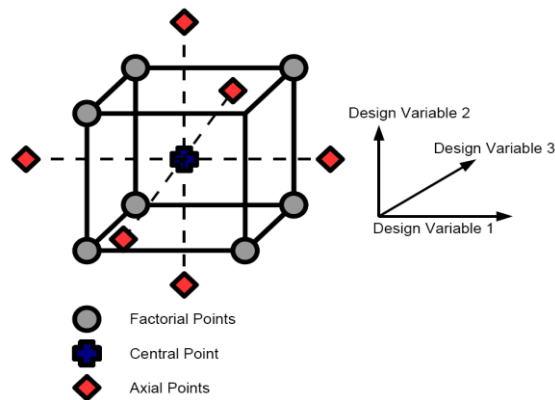 Design Variable 2
Design Variable 3
Design Variable 1
Factorial Points
Central Point
Axial Points